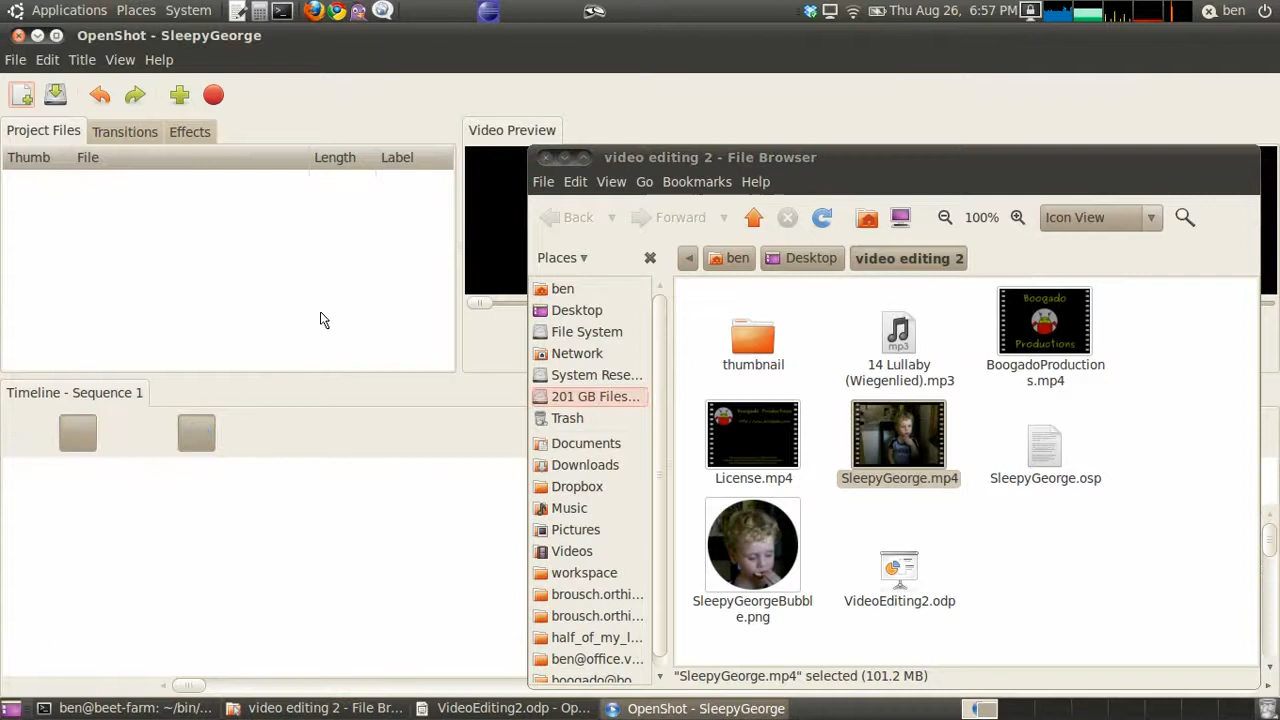 Applications Places System Thu Aug 26, 6:57 PM ben
OpenShot - SleepyGeorge
File Edit Title View Help
Project Files Transitions Effects Video Preview
Thumb File Length Label
video editing 2 - File Browser
File Edit View Go Bookmarks Help
Back Forward 100% Icon View
Places ben Desktop video editing 2
ben
Desktop
File System
Network
System Rese...
201 GB Files...
Trash
Documents
Downloads
Dropbox
Music
Pictures
Videos
workspace
brousch.orthi...
brousch.orthi...
half_of_my_l...
ben@office.v...
boogado@bo...
thumbnail
mp3
14 Lullaby
(Wiegenlied).mp3
Boogado
Productions
BoogadoProduction
s.mp4
Boogado Productions
License.mp4
SleepyGeorge.mp4
SleepyGeorge.osp
SleepyGeorgeBubbl
e.png
VideoEditing2.odp
"SleepyGeorge.mp4" selected (101.2 MB)
Timeline - Sequence 1
ben@beet-farm: ~/bin/... video editing 2 - File Br... VideoEditing2.odp - Op... OpenShot - SleepyGeorge